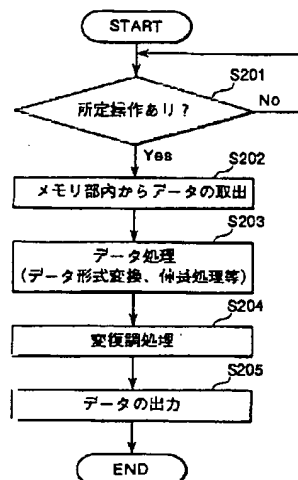 START
S201
所定操作あり?
No
Yes
S202
メモリ部内からデータの取出
S203
データ処理
(データ形式変換、伸長処理等)
S204
変復調処理
S205
データの出力
END